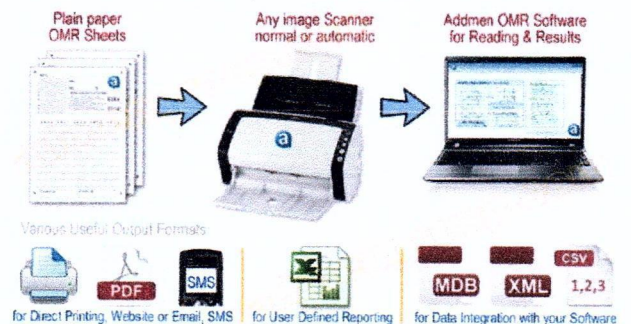 Plain paper
OMR Sheets
Any image Scanner
normal or automatic
Addmen OMR Software
for Reading & Results
a
a
a
Various Useful Output Formats:
PDF
SMS
X
MDB
XML
CSV
1,2,3
for Direct Printing, Website or Email, SMS
for User Defined Reporting
for Data Integration with your Software